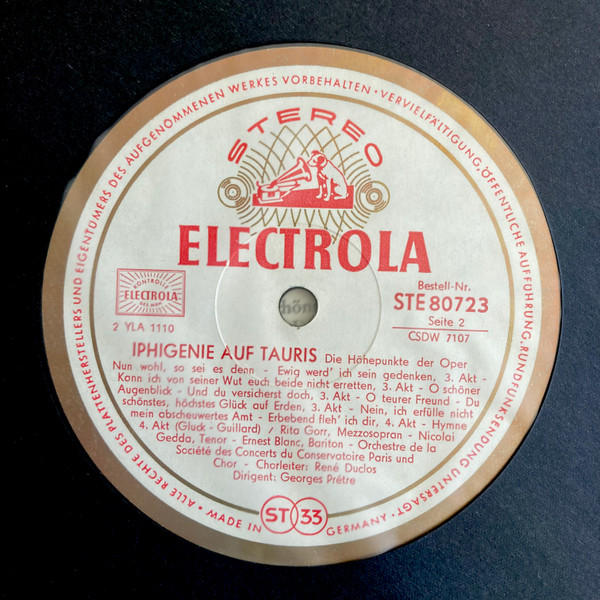 ALLE RECHTE DES PLATTENHERSTELLERS UND EIGENTÜMERS DES AUFGENOMMENEN WERKES VORBEHALTEN · VERVIELFÄLTIGUNG, ÖFFENTLICHE AUFFÜHRUNG, RUNDFUNKSENDUNG UNTERSAGT ·
STEREO
ELECTROLA
KONTROLLE
ELECTROLA
2 YLA 1110
Bestell-Nr.
STE 80723
Seite 2
CSDW 7107
IPHIGENIE AUF TAURIS Die Höhepunkte der Oper
Nun wohl, so sei es denn - Ewig werd' ich sein gedenken, 3. Akt -
Kann ich von seiner Wut euch beide nicht erretten, 3. Akt - O schöner
Augenblick - Und du versicherst doch, 3. Akt - O teurer Freund - Du
schönstes, höchstes Glück auf Erden, 3. Akt - Nein, ich erfülle nicht
mein abscheuwertes Amt - Erbebend fleh' ich dir, 4. Akt - Hymne
4. Akt (Gluck - Guillard) / Rita Gorr, Mezzosopran - Nicolai
Gedda, Tenor - Ernest Blanc, Bariton - Orchestre de la
Société des Concerts du Conservatoire Paris und
Chor - Chorleiter: René Duclos
Dirigent: Georges Prêtre
MADE IN GERMANY ·
ST 33